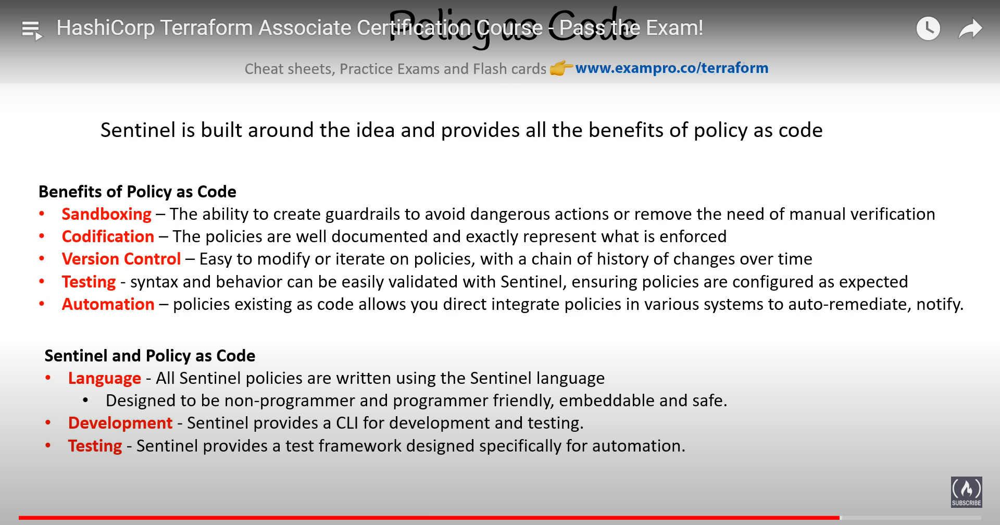 Policy as Code
HashiCorp Terraform Associate Certification Course - Pass the Exam!
Cheat sheets, Practice Exams and Flash cards 👉 www.exampro.co/terraform
Sentinel is built around the idea and provides all the benefits of policy as code
Benefits of Policy as Code
• Sandboxing – The ability to create guardrails to avoid dangerous actions or remove the need of manual verification
• Codification – The policies are well documented and exactly represent what is enforced
• Version Control – Easy to modify or iterate on policies, with a chain of history of changes over time
• Testing - syntax and behavior can be easily validated with Sentinel, ensuring policies are configured as expected
• Automation – policies existing as code allows you direct integrate policies in various systems to auto-remediate, notify.
Sentinel and Policy as Code
• Language - All Sentinel policies are written using the Sentinel language
• Designed to be non-programmer and programmer friendly, embeddable and safe.
• Development - Sentinel provides a CLI for development and testing.
• Testing - Sentinel provides a test framework designed specifically for automation.
SUBSCRIBE